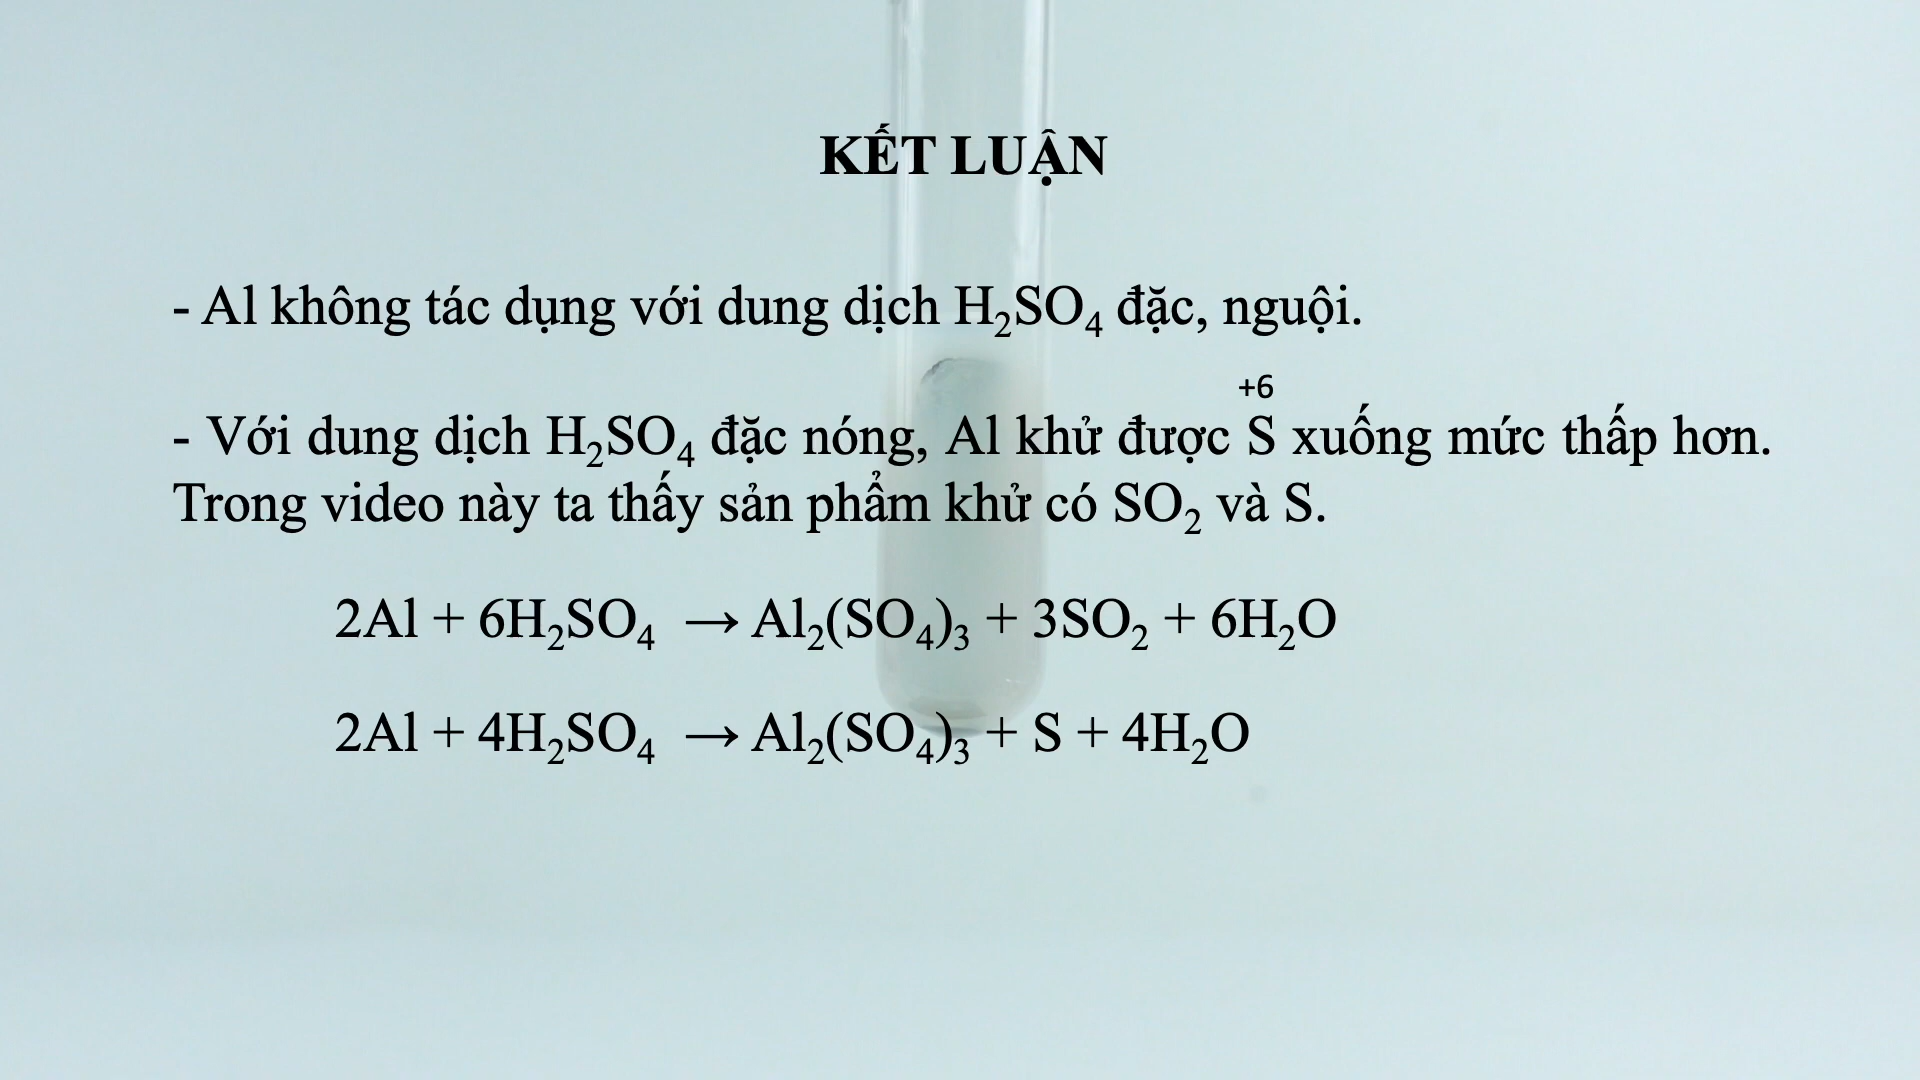 KẾT LUẬN
- Al không tác dụng với dung dịch H₂SO₄ đặc, nguội.
+6
- Với dung dịch H₂SO₄ đặc nóng, Al khử được S xuống mức thấp hơn.
Trong video này ta thấy sản phẩm khử có SO₂ và S.
2Al + 6H₂SO₄ → Al₂(SO₄)₃ + 3SO₂ + 6H₂O
2Al + 4H₂SO₄ → Al₂(SO₄)₃ + S + 4H₂O